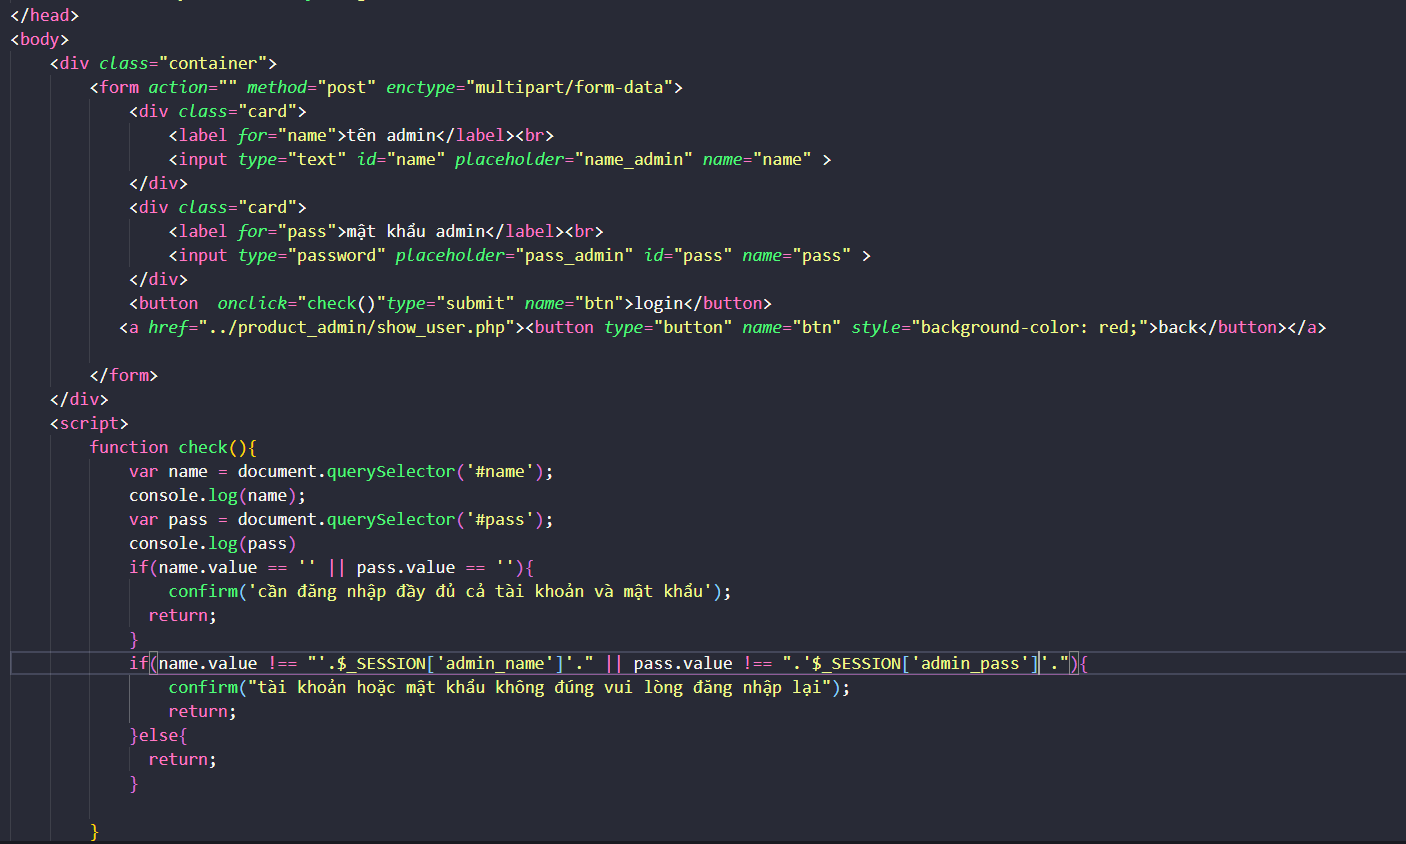 </head>
<body>
<div class="container">
<form action="" method="post" enctype="multipart/form-data">
<div class="card">
<label for="name">tên admin</label><br>
<input type="text" id="name" placeholder="name_admin" name="name" >
</div>
<div class="card">
<label for="pass">mật khẩu admin</label><br>
<input type="password" placeholder="pass_admin" id="pass" name="pass" >
</div>
<button  onclick="check()"type="submit" name="btn">login</button>
<a href="../product_admin/show_user.php"><button type="button" name="btn" style="background-color: red;">back</button></a>
</form>
</div>
<script>
function check(){
var name = document.querySelector('#name');
console.log(name);
var pass = document.querySelector('#pass');
console.log(pass)
if(name.value == '' || pass.value == ''){
confirm('cần đăng nhập đầy đủ cả tài khoản và mật khẩu');
return;
}
if(name.value !== "'.$_SESSION['admin_name']'." || pass.value !== ".'$_SESSION['admin_pass']'."){
confirm("tài khoản hoặc mật khẩu không đúng vui lòng đăng nhập lại");
return;
}else{
return;
}
}